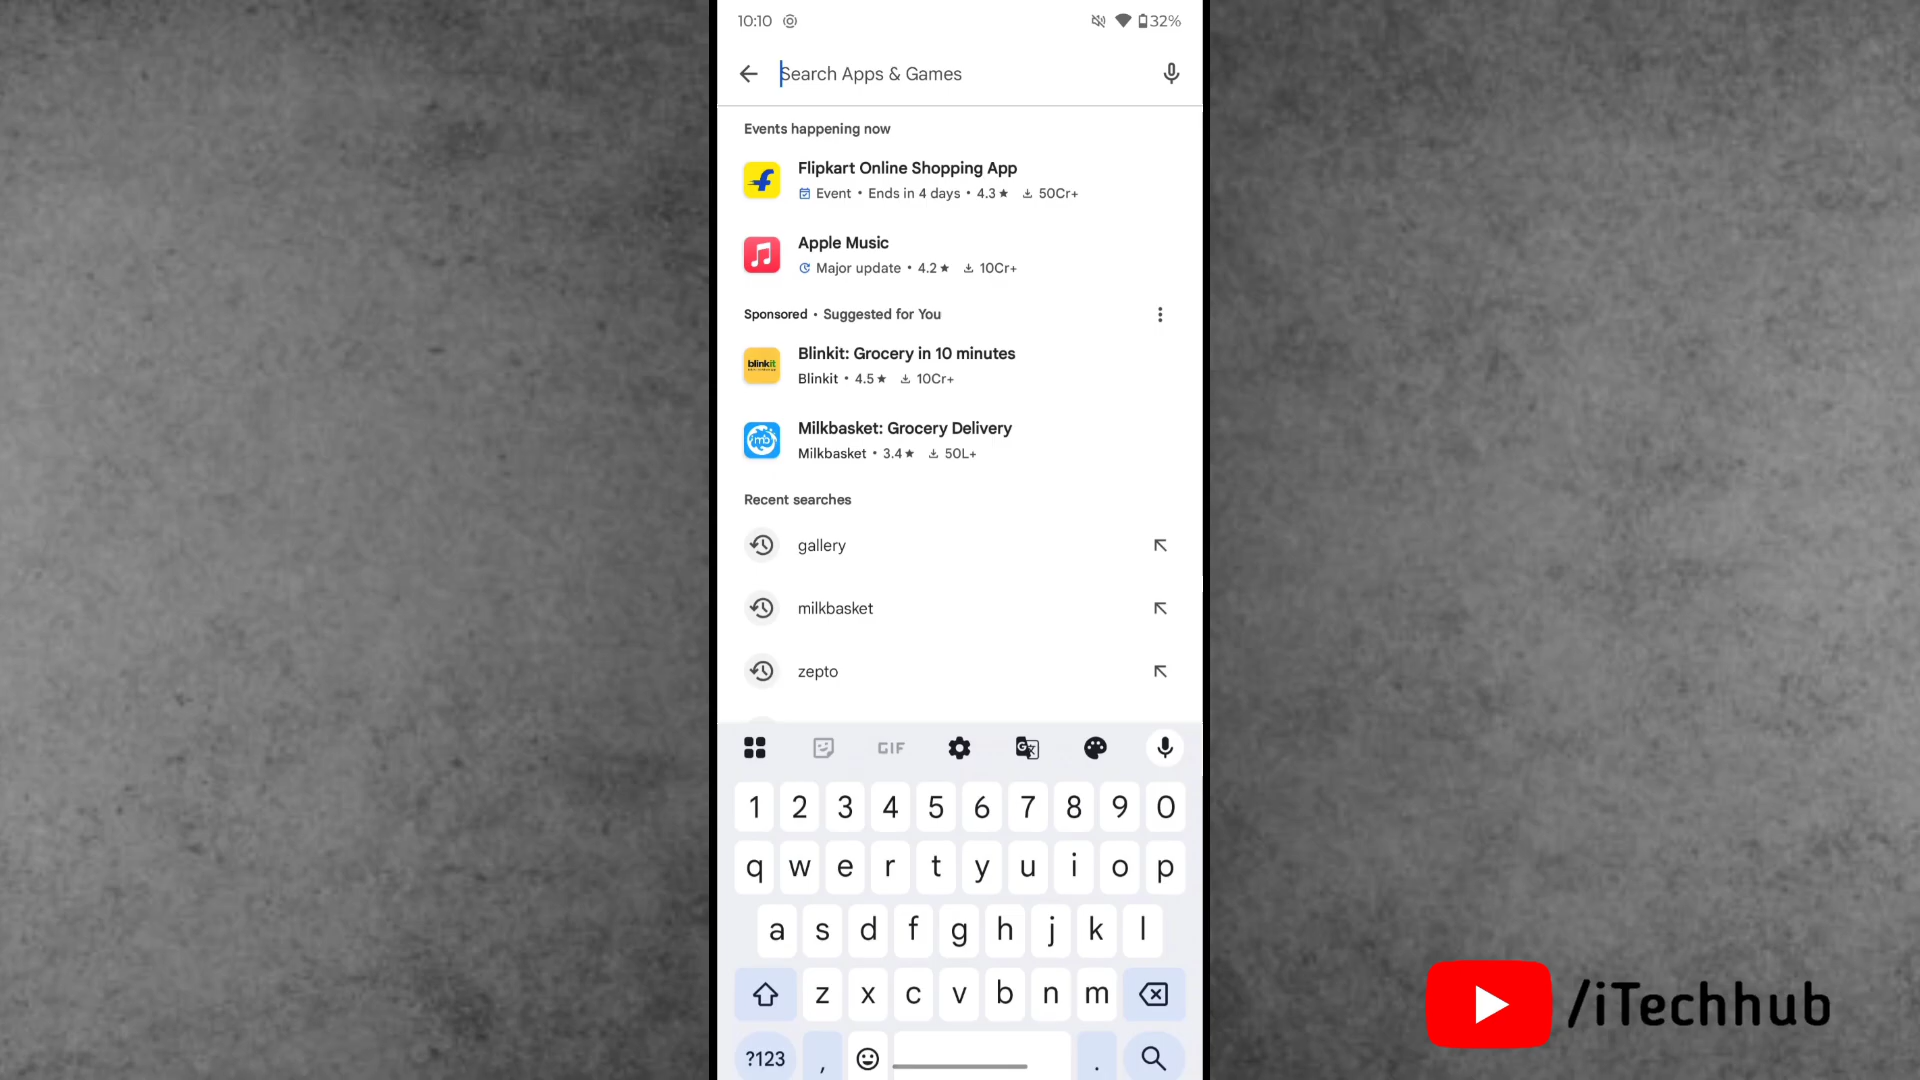 10:10
32%
Search Apps & Games
Events happening now
Flipkart Online Shopping App
Event • Ends in 4 days • 4.3★ 50Cr+
Apple Music
Major update • 4.2★ 10Cr+
Sponsored • Suggested for You
blinkit
Blinkit: Grocery in 10 minutes
Blinkit • 4.5★ 10Cr+
mb
Milkbasket: Grocery Delivery
Milkbasket • 3.4★ 50L+
Recent searches
gallery
milkbasket
zepto
GIF
1 2 3 4 5 6 7 8 9 0
q w e r t y u i o p
a s d f g h j k l
z x c v b n m
?123 , .
/iTechhub